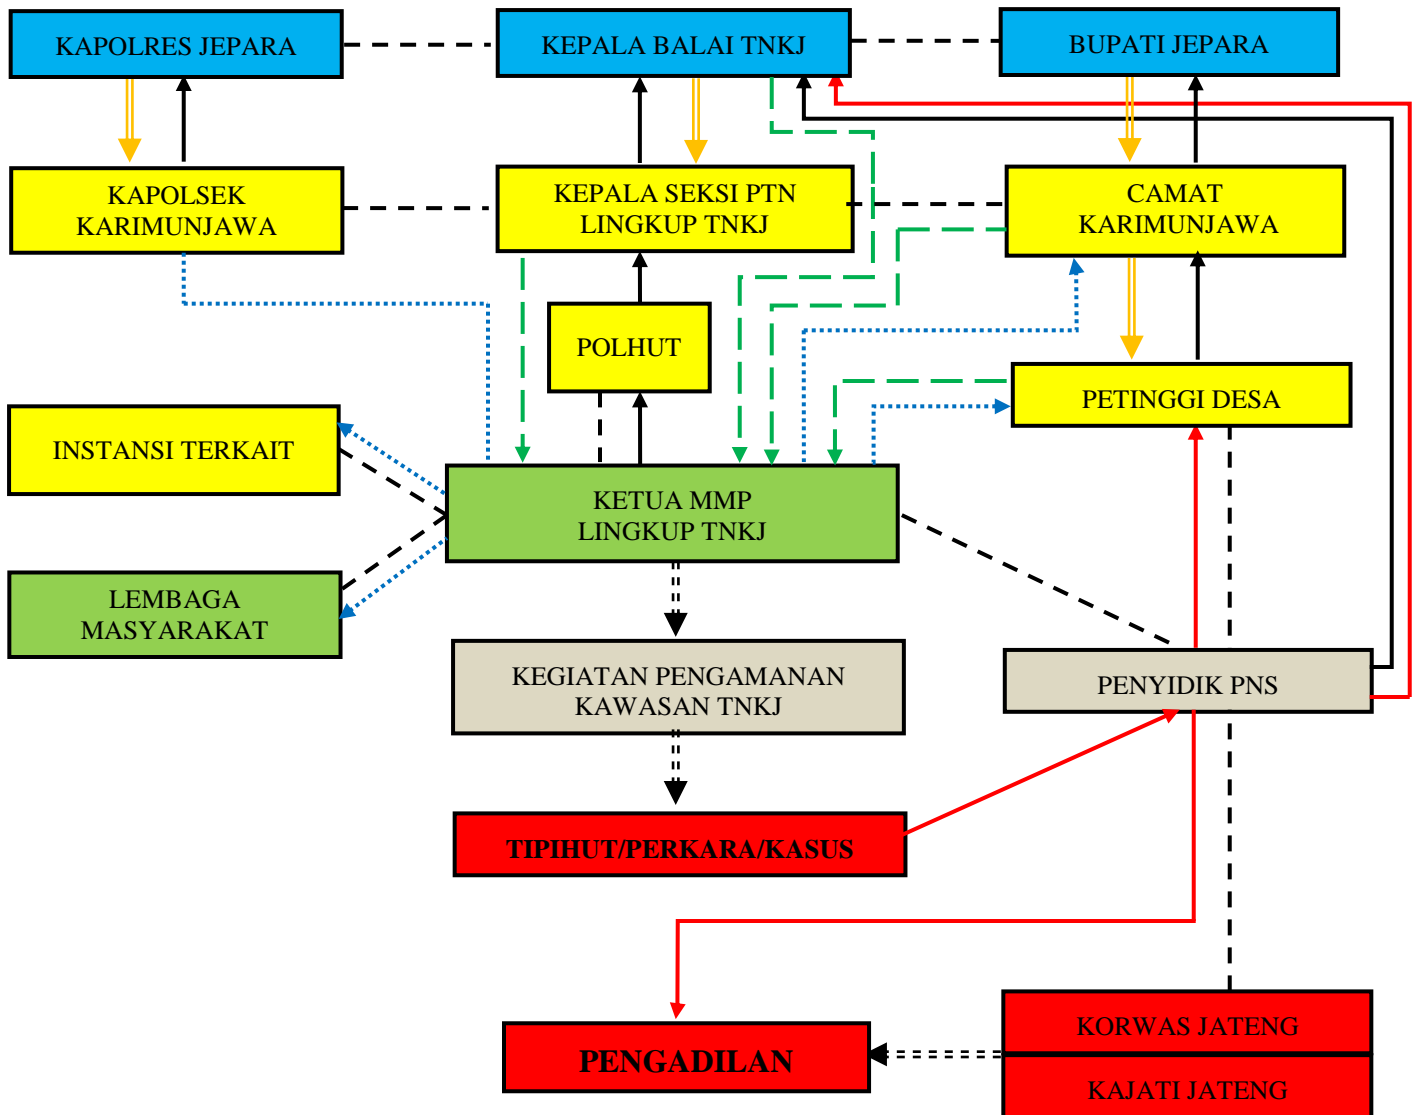 KAPOLRES JEPARA
KEPALA BALAI TNKJ
BUPATI JEPARA
KAPOLSEK
KARIMUNJAWA
KEPALA SEKSI PTN
LINGKUP TNKJ
CAMAT
KARIMUNJAWA
POLHUT
PETINGGI DESA
INSTANSI TERKAIT
KETUA MMP
LINGKUP TNKJ
LEMBAGA
MASYARAKAT
KEGIATAN PENGAMANAN
KAWASAN TNKJ
PENYIDIK PNS
TIPIHUT/PERKARA/KASUS
PENGADILAN
KORWAS JATENG
KAJATI JATENG